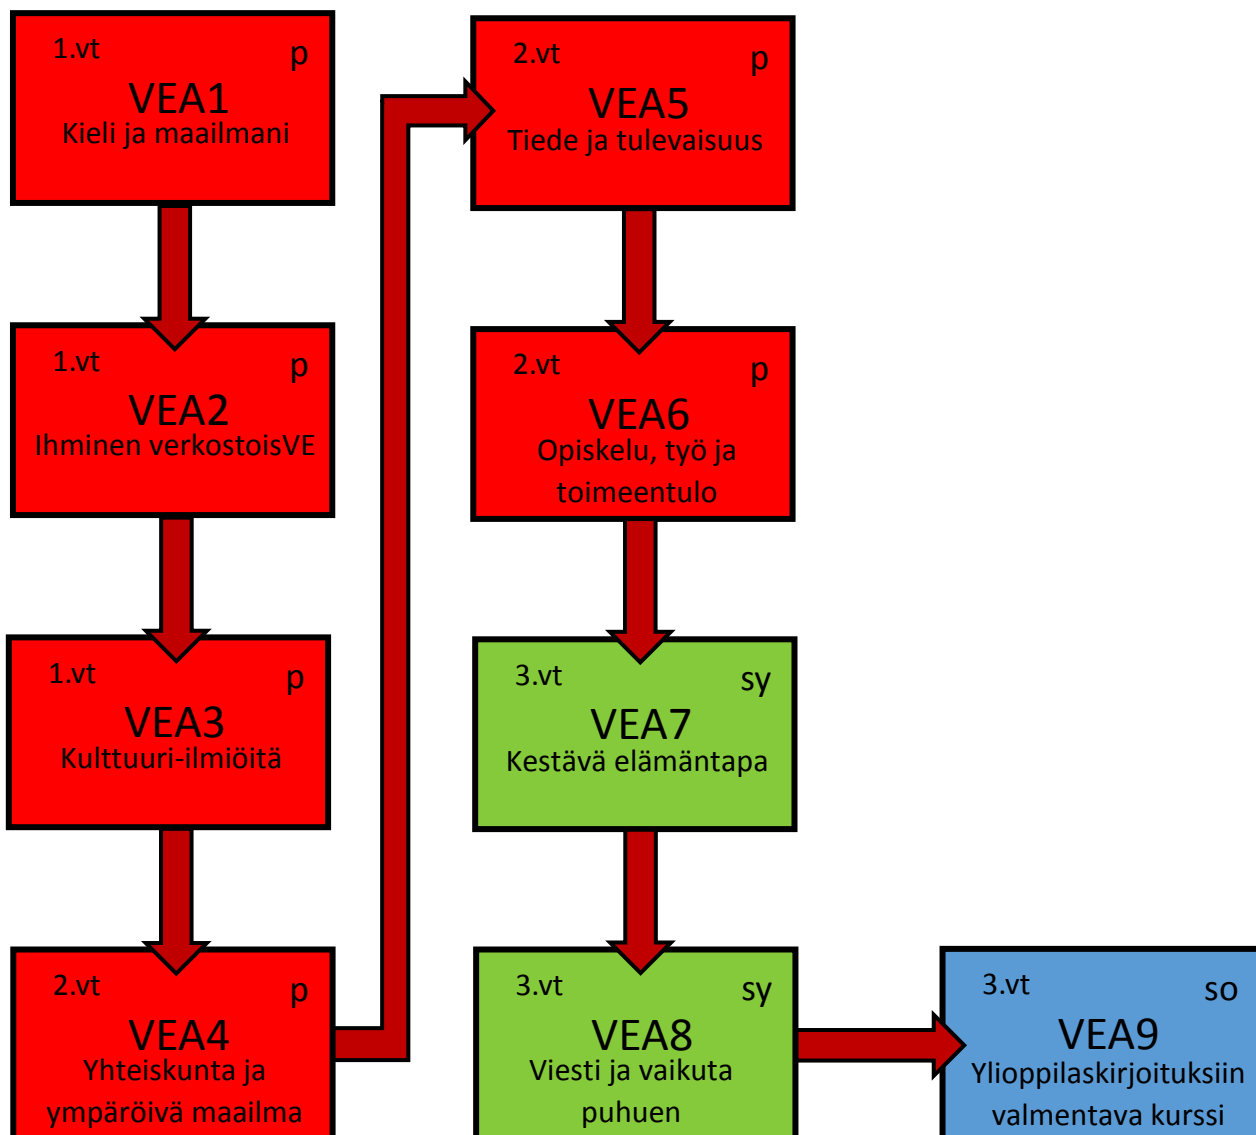 1.vt p
VEA1
Kieli ja maailmani
1.vt p
VEA2
Ihminen verkostoisVE
1.vt p
VEA3
Kulttuuri-ilmiöitä
2.vt p
VEA4
Yhteiskunta ja
ympäröivä maailma
2.vt p
VEA5
Tiede ja tulevaisuus
2.vt p
VEA6
Opiskelu, työ ja
toimeentulo
3.vt sy
VEA7
Kestävä elämäntapa
3.vt sy
VEA8
Viesti ja vaikuta
puhuen
3.vt so
VEA9
Ylioppilaskirjoituksiin
valmentava kurssi